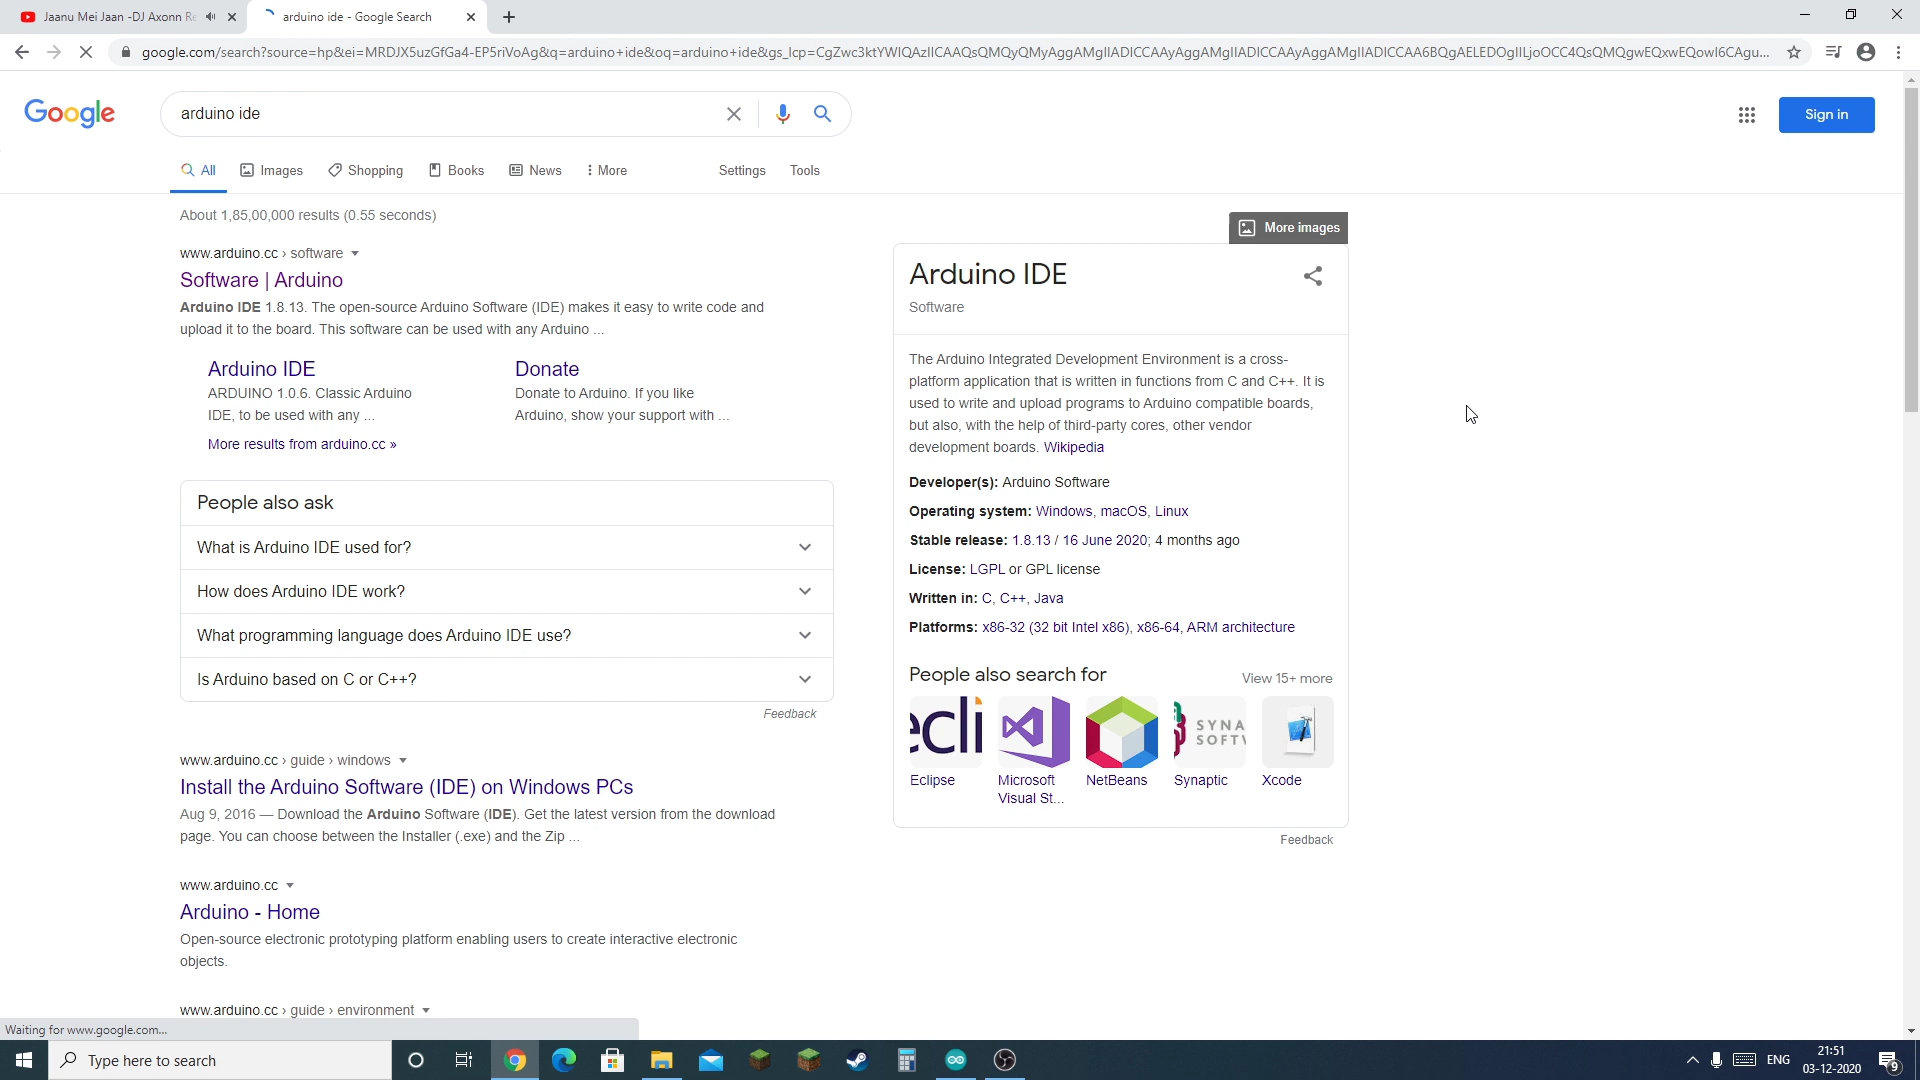 Jaanu Mei Jaan -DJ Axonn Re
arduino ide - Google Search
google.com/search?source=hp&ei=MRDJX5uzGfGa4-EP5riVoAg&q=arduino+ide&oq=arduino+ide&gs_lcp=
Google
arduino ide
Sign in
All
Images
Shopping
Books
News
More
Settings
Tools
About 1,85,00,000 results (0.55 seconds)
www.arduino.cc › software
Software | Arduino
Arduino IDE 1.8.13. The open-source Arduino Software (IDE) makes it easy to write code and
upload it to the board. This software can be used with any Arduino ...
Arduino IDE
ARDUINO 1.0.6. Classic Arduino
IDE, to be used with any ...
Donate
Donate to Arduino. If you like
Arduino, show your support with ...
More results from arduino.cc »
People also ask
What is Arduino IDE used for?
How does Arduino IDE work?
What programming language does Arduino IDE use?
Is Arduino based on C or C++?
Feedback
www.arduino.cc › guide › windows
Install the Arduino Software (IDE) on Windows PCs
Aug 9, 2016 — Download the Arduino Software (IDE). Get the latest version from the download
page. You can choose between the Installer (.exe) and the Zip ...
www.arduino.cc
Arduino - Home
Open-source electronic prototyping platform enabling users to create interactive electronic
objects.
www.arduino.cc › guide › environment
More images
Arduino IDE
Software
The Arduino Integrated Development Environment is a cross-
platform application that is written in functions from C and C++. It is
used to write and upload programs to Arduino compatible boards,
but also, with the help of third-party cores, other vendor
development boards. Wikipedia
Developer(s): Arduino Software
Operating system: Windows, macOS, Linux
Stable release: 1.8.13 / 16 June 2020; 4 months ago
License: LGPL or GPL license
Written in: C, C++, Java
Platforms: x86-32 (32 bit Intel x86), x86-64, ARM architecture
People also search for
View 15+ more
ecli
SYNA
SOFTV
Eclipse
Microsoft
Visual St...
NetBeans
Synaptic
Xcode
Feedback
Waiting for www.google.com...
Type here to search
ENG
21:51
03-12-2020
9